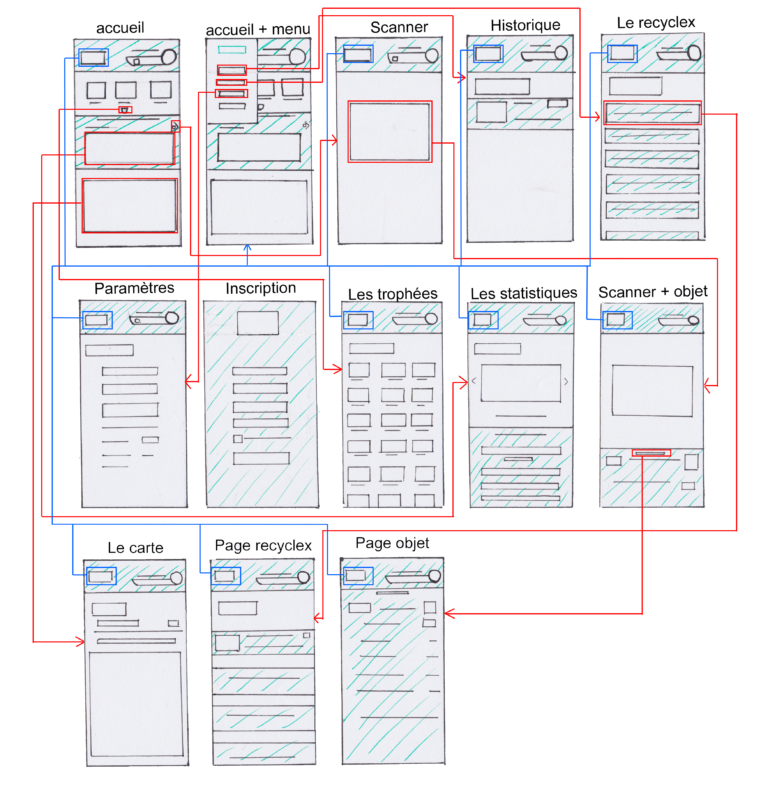 accueil
accueil + menu
Scanner
Historique
Le recyclex
Paramètres
Inscription
Les trophées
Les statistiques
Scanner + objet
Le carte
Page recyclex
Page objet